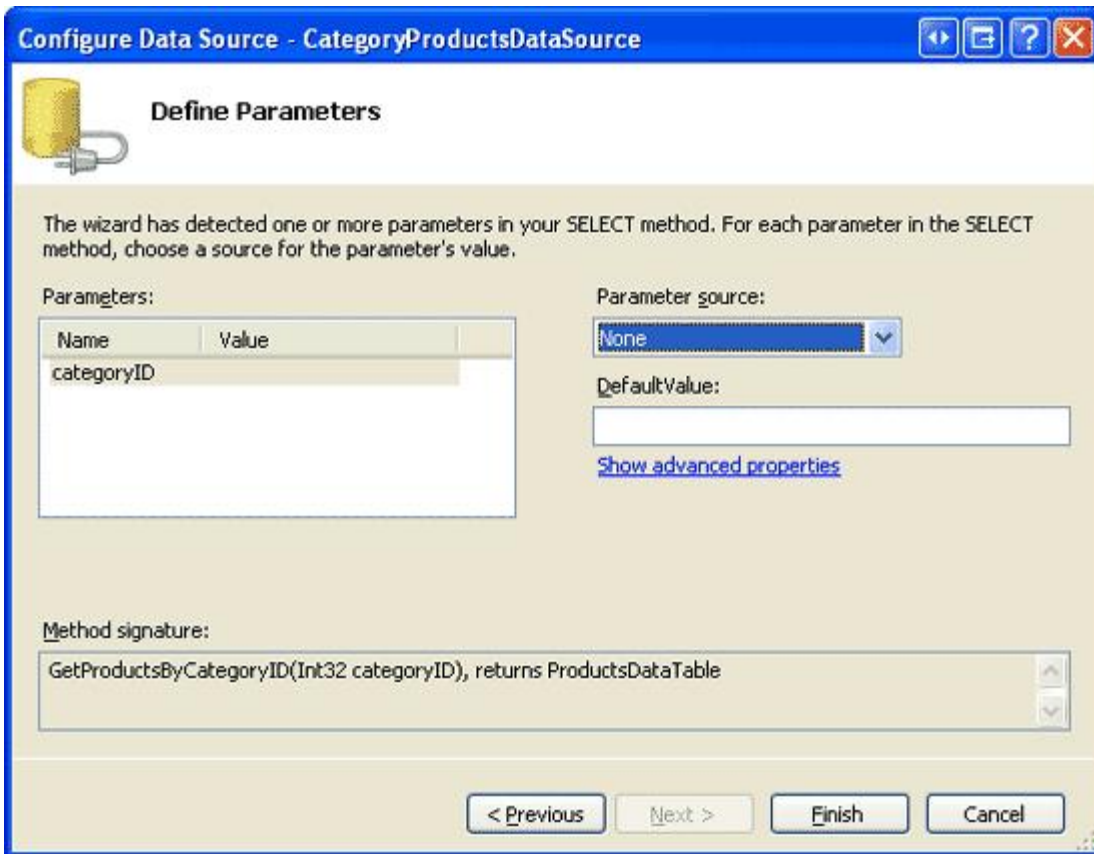 Configure Data Source - CategoryProductsDataSource
Define Parameters
The wizard has detected one or more parameters in your SELECT method. For each parameter in the SELECT
method, choose a source for the parameter's value.
Parameters:
Name Value
categoryID
Parameter source:
None
DefaultValue:
Show advanced properties
Method signature:
GetProductsByCategoryID(Int32 categoryID), returns ProductsDataTable
< Previous Next > Finish Cancel